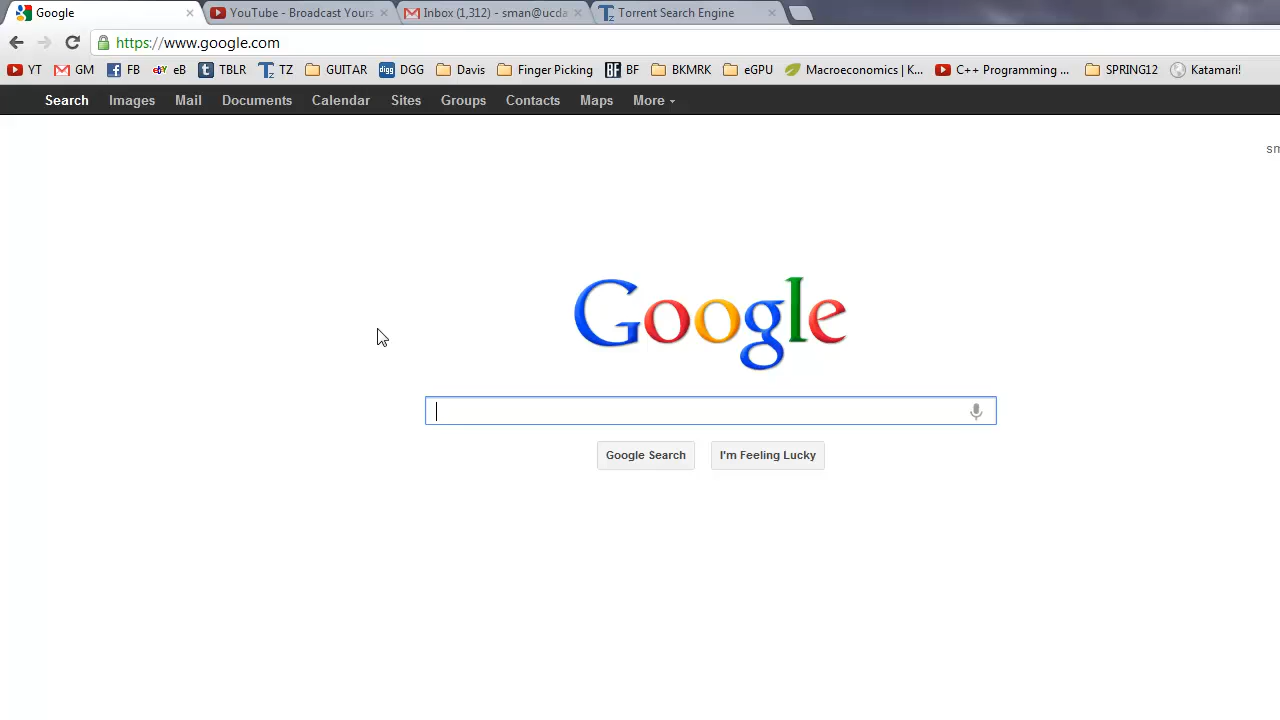 Google YouTube - Broadcast Yours Inbox (1,312) - sman@ucda Torrent Search Engine
https://www.google.com
YT GM FB eB TBLR TZ GUITAR DGG Davis Finger Picking BF BKMRK eGPU Macroeconomics | K... C++ Programming ... SPRING12 Katamari!
Search Images Mail Documents Calendar Sites Groups Contacts Maps More
sm
Google
Google Search I'm Feeling Lucky